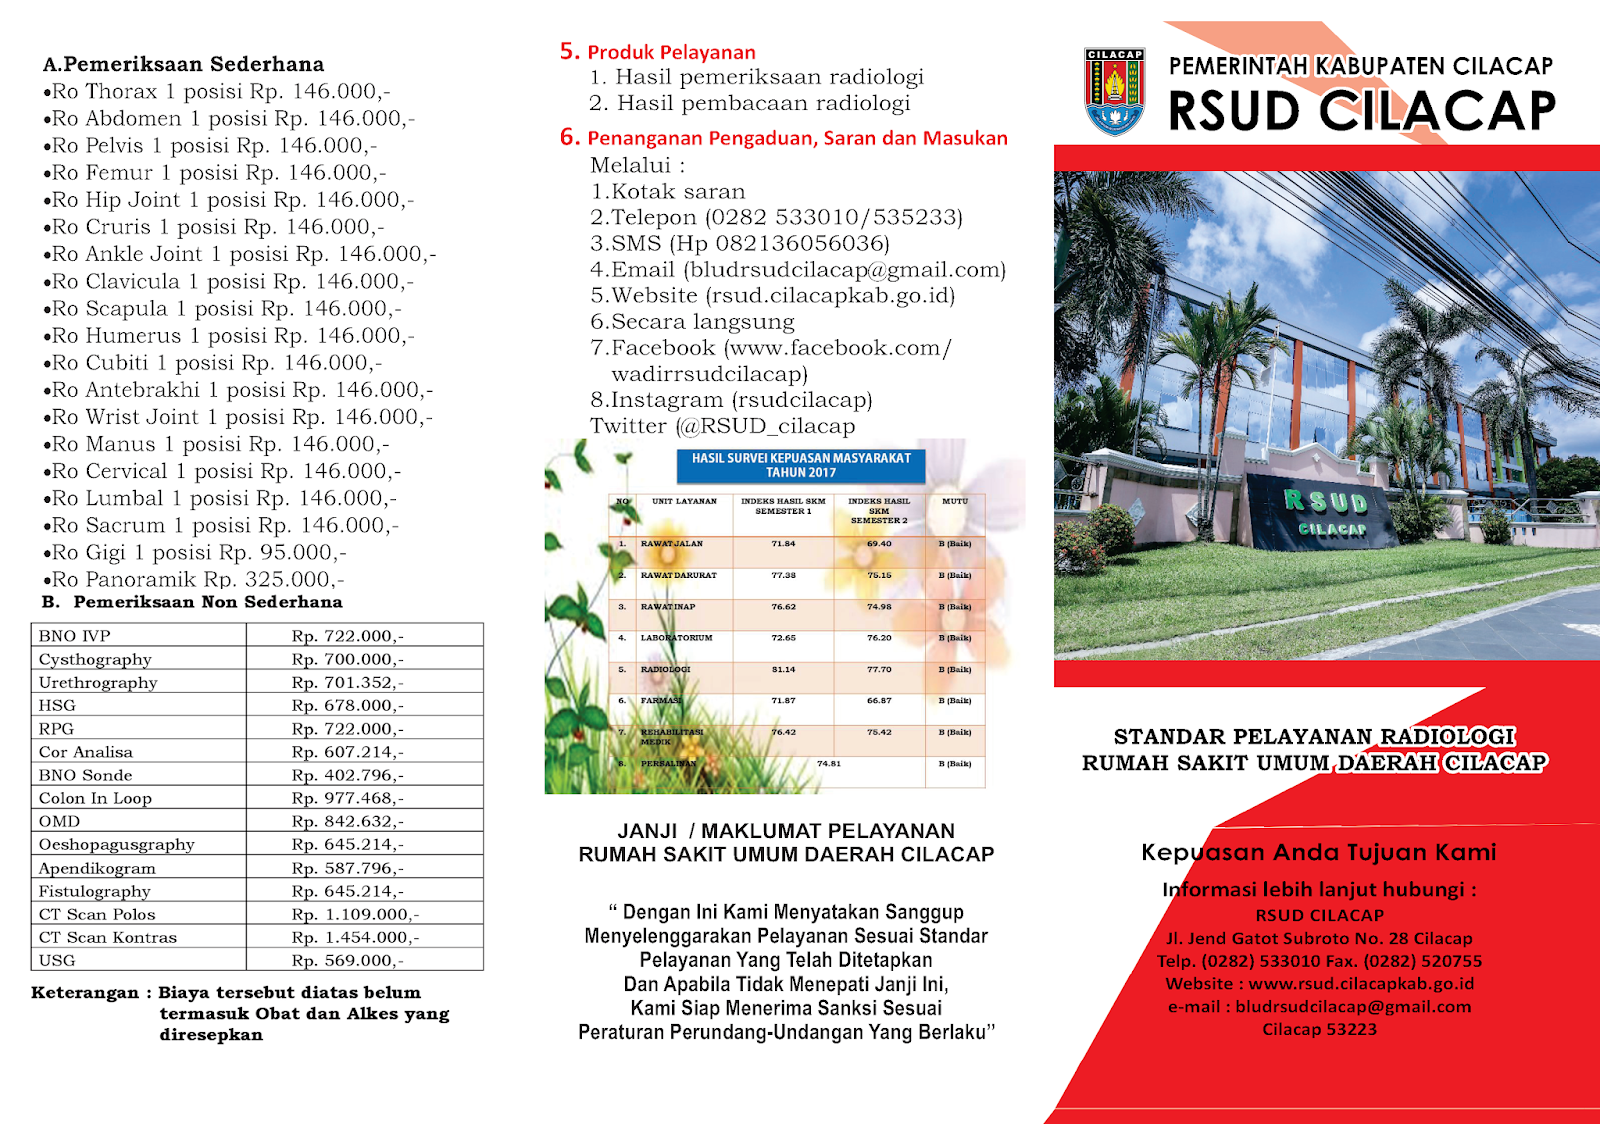 A.Pemeriksaan Sederhana
•Ro Thorax 1 posisi Rp. 146.000,-
•Ro Abdomen 1 posisi Rp. 146.000,-
•Ro Pelvis 1 posisi Rp. 146.000,-
•Ro Femur 1 posisi Rp. 146.000,-
•Ro Hip Joint 1 posisi Rp. 146.000,-
•Ro Cruris 1 posisi Rp. 146.000,-
•Ro Ankle Joint 1 posisi Rp. 146.000,-
•Ro Clavicula 1 posisi Rp. 146.000,-
•Ro Scapula 1 posisi Rp. 146.000,-
•Ro Humerus 1 posisi Rp. 146.000,-
•Ro Cubiti 1 posisi Rp. 146.000,-
•Ro Antebrakhi 1 posisi Rp. 146.000,-
•Ro Wrist Joint 1 posisi Rp. 146.000,-
•Ro Manus 1 posisi Rp. 146.000,-
•Ro Cervical 1 posisi Rp. 146.000,-
•Ro Lumbal 1 posisi Rp. 146.000,-
•Ro Sacrum 1 posisi Rp. 146.000,-
•Ro Gigi 1 posisi Rp. 95.000,-
•Ro Panoramik Rp. 325.000,-
B. Pemeriksaan Non Sederhana
BNO IVP Rp. 722.000,-
Cysthography Rp. 700.000,-
Urethrography Rp. 701.352,-
HSG Rp. 678.000,-
RPG Rp. 722.000,-
Cor Analisa Rp. 607.214,-
BNO Sonde Rp. 402.796,-
Colon In Loop Rp. 977.468,-
OMD Rp. 842.632,-
Oeshopagusgraphy Rp. 645.214,-
Apendikogram Rp. 587.796,-
Fistulography Rp. 645.214,-
CT Scan Polos Rp. 1.109.000,-
CT Scan Kontras Rp. 1.454.000,-
USG Rp. 569.000,-
Keterangan : Biaya tersebut diatas belum
termasuk Obat dan Alkes yang
diresepkan
5. Produk Pelayanan
1. Hasil pemeriksaan radiologi
2. Hasil pembacaan radiologi
6. Penanganan Pengaduan, Saran dan Masukan
Melalui :
1.Kotak saran
2.Telepon (0282 533010/535233)
3.SMS (Hp 082136056036)
4.Email (bludrsudcilacap@gmail.com)
5.Website (rsud.cilacapkab.go.id)
6.Secara langsung
7.Facebook (www.facebook.com/
wadirrsudcilacap)
8.Instagram (rsudcilacap)
Twitter (@RSUD_cilacap
HASIL SURVEI KEPUASAN MASYARAKAT
TAHUN 2017
NO UNIT LAYANAN INDEKS HASIL SKM SEMESTER 1 INDEKS HASIL SKM SEMESTER 2 MUTU
1. RAWAT JALAN 71.84 69.40 B (Baik)
2. RAWAT DARURAT 77.38 75.15 B (Baik)
3. RAWAT INAP 76.62 74.98 B (Baik)
4. LABORATORIUM 72.65 76.20 B (Baik)
5. RADIOLOGI 81.14 77.70 B (Baik)
6. FARMASI 71.87 66.87 B (Baik)
7. REHABILITASI MEDIK 76.42 75.42 B (Baik)
8. PERSALINAN 74.81 B (Baik)
JANJI / MAKLUMAT PELAYANAN
RUMAH SAKIT UMUM DAERAH CILACAP
“ Dengan Ini Kami Menyatakan Sanggup
Menyelenggarakan Pelayanan Sesuai Standar
Pelayanan Yang Telah Ditetapkan
Dan Apabila Tidak Menepati Janji Ini,
Kami Siap Menerima Sanksi Sesuai
Peraturan Perundang-Undangan Yang Berlaku”
CILACAP
PEMERINTAH KABUPATEN CILACAP
RSUD CILACAP
RSUD
CILACAP
STANDAR PELAYANAN RADIOLOGI
RUMAH SAKIT UMUM DAERAH CILACAP
Kepuasan Anda Tujuan Kami
Informasi lebih lanjut hubungi :
RSUD CILACAP
Jl. Jend Gatot Subroto No. 28 Cilacap
Telp. (0282) 533010 Fax. (0282) 520755
Website : www.rsud.cilacapkab.go.id
e-mail : bludrsudcilacap@gmail.com
Cilacap 53223